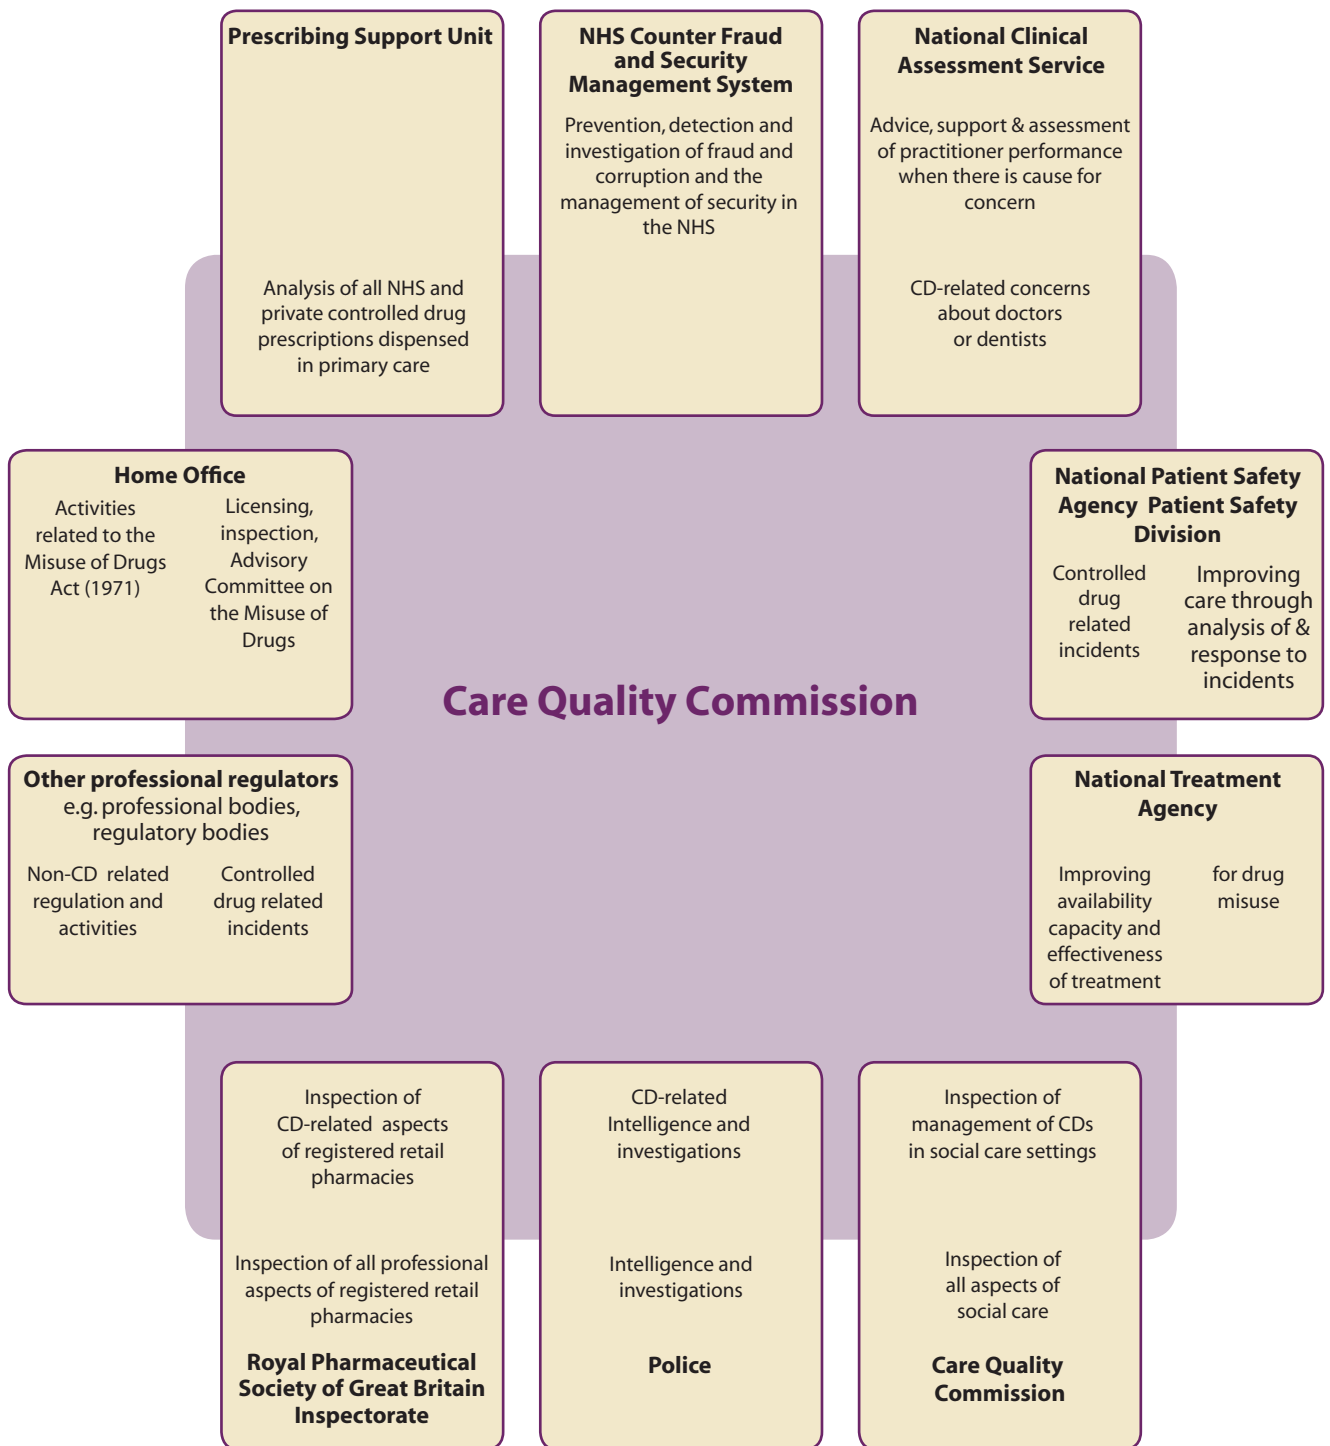 Prescribing Support Unit
Analysis of all NHS and
private controlled drug
prescriptions dispensed
in primary care
NHS Counter Fraud
and Security
Management System
Prevention, detection and
investigation of fraud and
corruption and the
management of security in
the NHS
National Clinical
Assessment Service
Advice, support & assessment
of practitioner performance
when there is cause for
concern
CD-related concerns
about doctors
or dentists
Home Office
Activities
related to the
Misuse of Drugs
Act (1971)
Licensing,
inspection,
Advisory
Committee on
the Misuse of
Drugs
National Patient Safety
Agency Patient Safety
Division
Controlled
drug
related
incidents
Improving
care through
analysis of &
response to
incidents
Care Quality Commission
Other professional regulators
e.g. professional bodies,
regulatory bodies
Non-CD related
regulation and
activities
Controlled
drug related
incidents
National Treatment
Agency
Improving
availability
capacity and
effectiveness
of treatment
for drug
misuse
Inspection of
CD-related aspects
of registered retail
pharmacies
Inspection of all professional
aspects of registered retail
pharmacies
Royal Pharmaceutical
Society of Great Britain
Inspectorate
CD-related
Intelligence and
investigations
Intelligence and
investigations
Police
Inspection of
management of CDs
in social care settings
Inspection of
all aspects of
social care
Care Quality
Commission